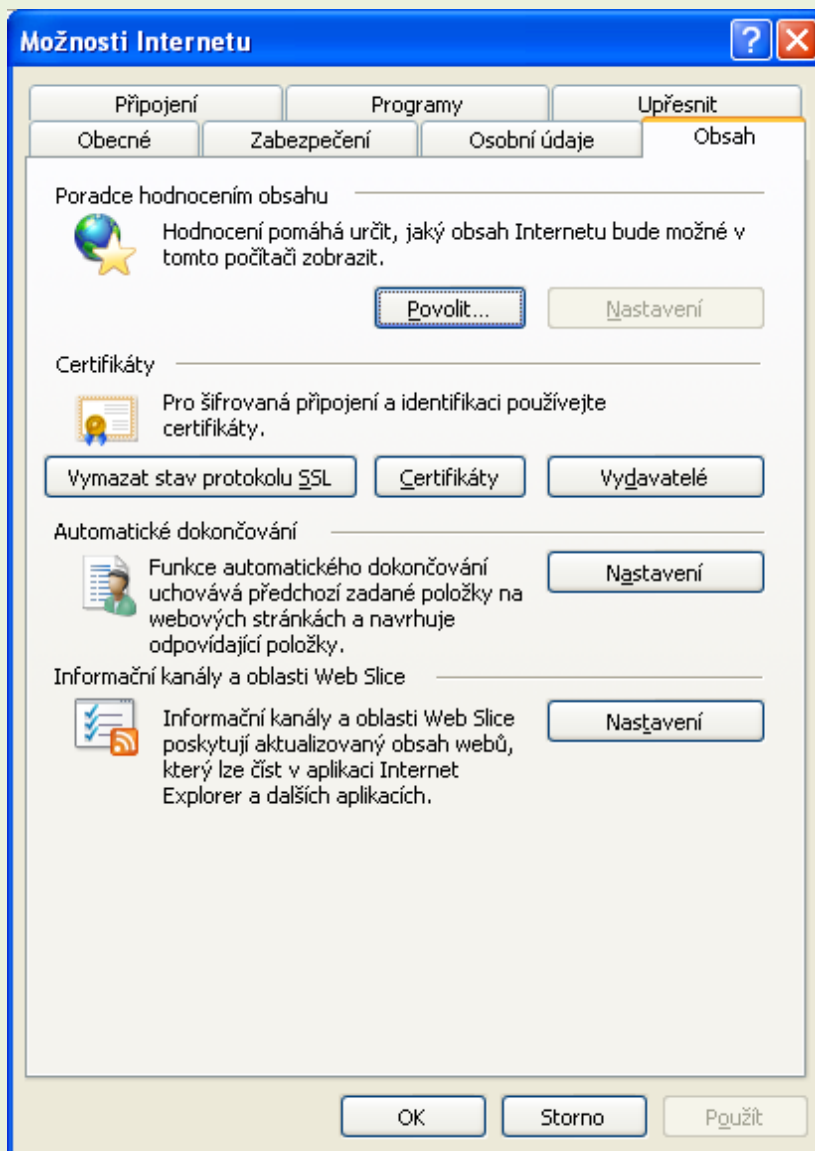 Možnosti Internetu
Připojení Programy Upřesnit
Obecné Zabezpečení Osobní údaje Obsah
Poradce hodnocením obsahu
Hodnocení pomáhá určit, jaký obsah Internetu bude možné v
tomto počítači zobrazit.
Povolit... Nastavení
Certifikáty
Pro šifrovaná připojení a identifikaci používejte
certifikáty.
Vymazat stav protokolu SSL Certifikáty Vydavatelé
Automatické dokončování
Funkce automatického dokončování
uchovává předchozí zadané položky na
webových stránkách a navrhuje
odpovídající položky.
Nastavení
Informační kanály a oblasti Web Slice
Informační kanály a oblasti Web Slice
poskytují aktualizovaný obsah webů,
který lze číst v aplikaci Internet
Explorer a dalších aplikacích.
Nastavení
OK Storno Použít